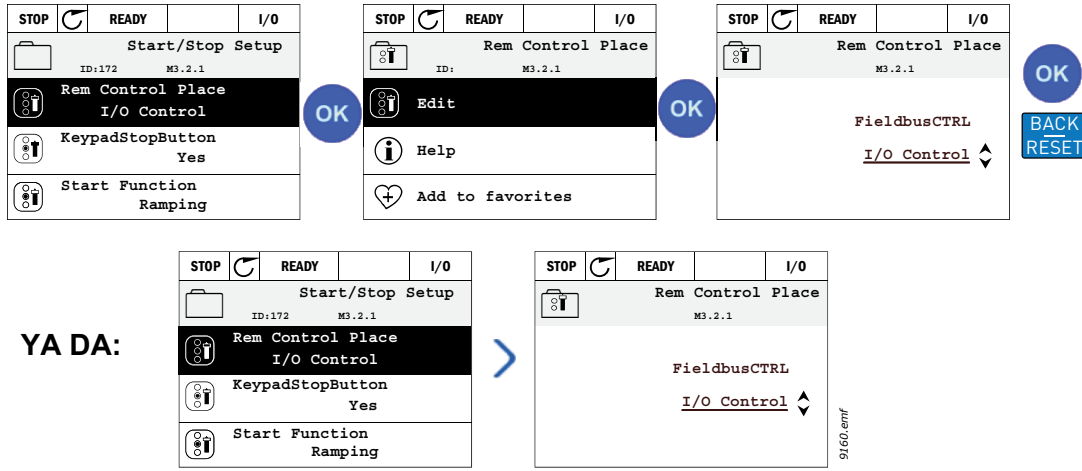 STOP READY I/O
Start/Stop Setup
ID:172 M3.2.1
Rem Control Place
I/O Control
KeypadStopButton
Yes
Start Function
Ramping
OK
STOP READY I/O
Rem Control Place
ID: M3.2.1
Edit
Help
Add to favorites
OK
STOP READY I/O
Rem Control Place
M3.2.1
FieldbusCTRL
I/O Control
OK
BACK
RESET
YA DA:
STOP READY I/O
Start/Stop Setup
ID:172 M3.2.1
Rem Control Place
I/O Control
KeypadStopButton
Yes
Start Function
Ramping
STOP READY I/O
Rem Control Place
M3.2.1
FieldbusCTRL
I/O Control
9160.emf